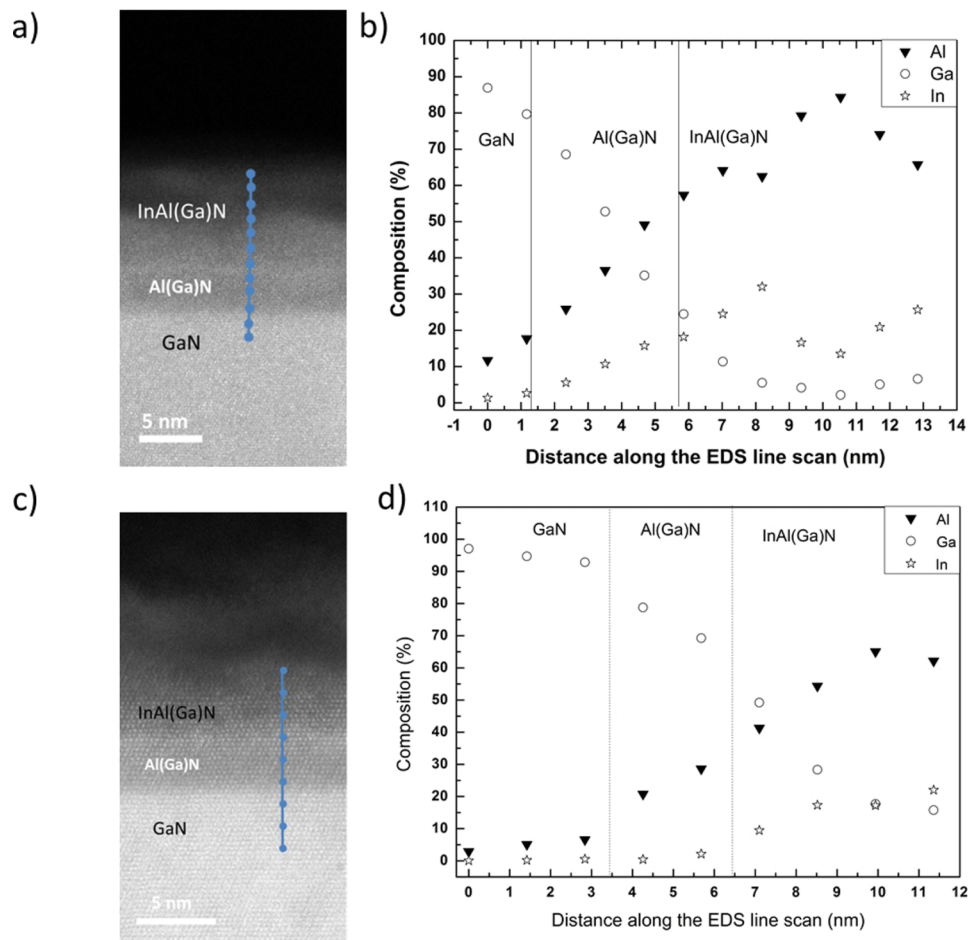 a)
InAl(Ga)N
Al(Ga)N
GaN
5 nm
b)
100
90
80
70
60
50
40
30
20
10
0
Composition (%)
GaN
Al(Ga)N
InAl(Ga)N
Al
Ga
In
-1 0 1 2 3 4 5 6 7 8 9 10 11 12 13 14
Distance along the EDS line scan (nm)
c)
InAl(Ga)N
Al(Ga)N
GaN
5 nm
d)
110
100
90
80
70
60
50
40
30
20
10
0
Composition (%)
GaN
Al(Ga)N
InAl(Ga)N
Al
Ga
In
0 1 2 3 4 5 6 7 8 9 10 11 12
Distance along the EDS line scan (nm)